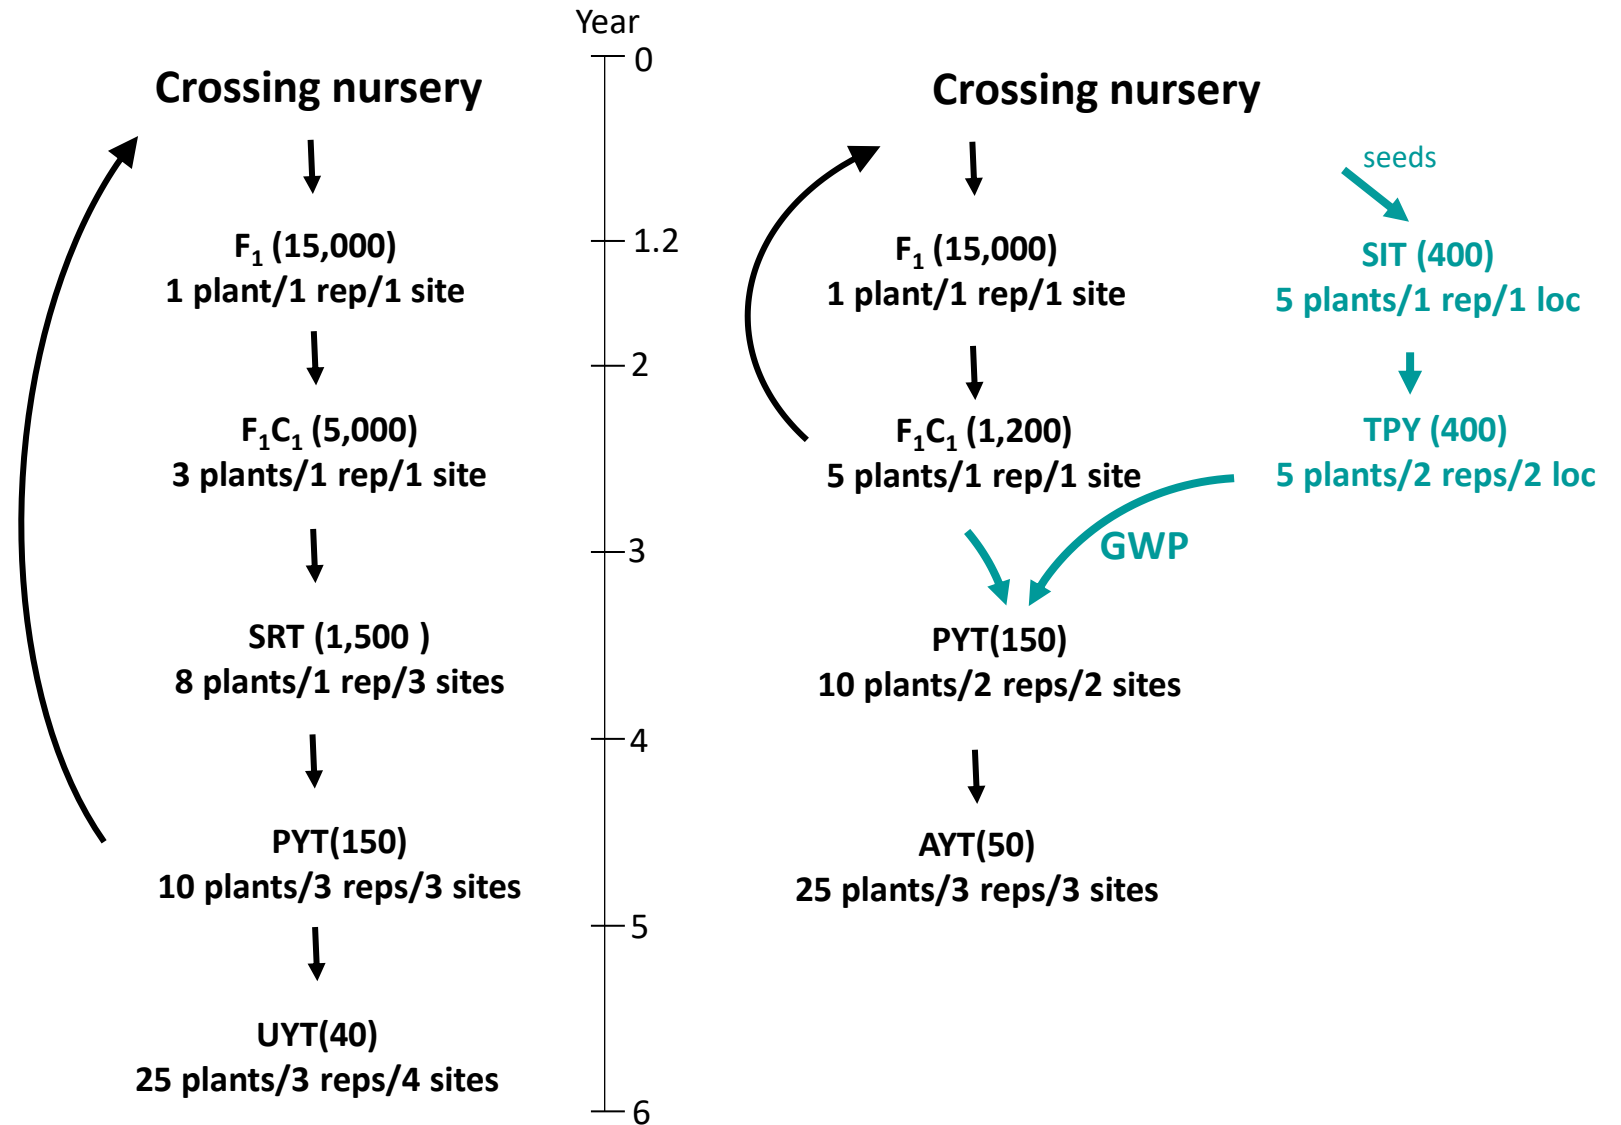 Year
0
1.2
2
3
4
5
6
Crossing nursery
F₁ (15,000)
1 plant/1 rep/1 site
F₁C₁ (5,000)
3 plants/1 rep/1 site
SRT (1,500 )
8 plants/1 rep/3 sites
PYT(150)
10 plants/3 reps/3 sites
UYT(40)
25 plants/3 reps/4 sites
Crossing nursery
F₁ (15,000)
1 plant/1 rep/1 site
F₁C₁ (1,200)
5 plants/1 rep/1 site
GWP
PYT(150)
10 plants/2 reps/2 sites
AYT(50)
25 plants/3 reps/3 sites
seeds
SIT (400)
5 plants/1 rep/1 loc
TPY (400)
5 plants/2 reps/2 loc